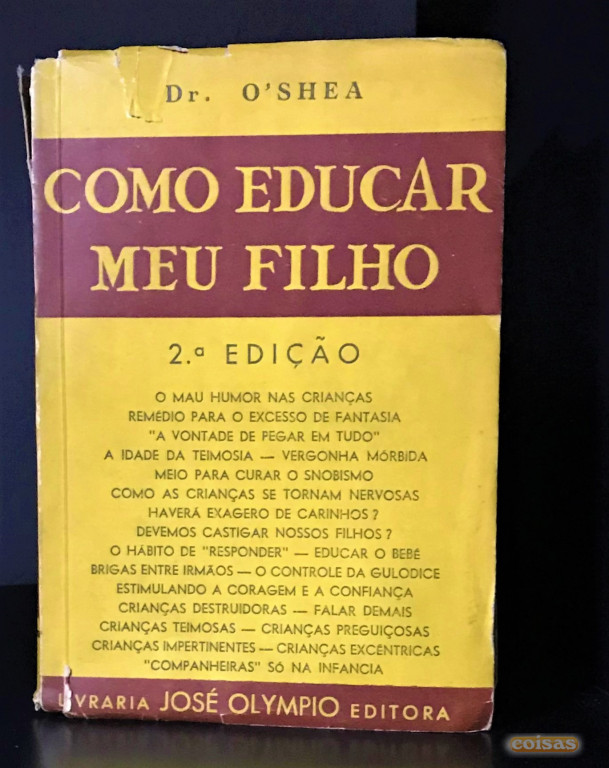 Dr. O'SHEA
COMO EDUCAR
MEU FILHO
2.ª EDIÇÃO
O MAU HUMOR NAS CRIANÇAS
REMÉDIO PARA O EXCESSO DE FANTASIA
"A VONTADE DE PEGAR EM TUDO"
A IDADE DA TEIMOSIA — VERGONHA MÓRBIDA
MEIO PARA CURAR O SNOBISMO
COMO AS CRIANÇAS SE TORNAM NERVOSAS
HAVERÁ EXAGERO DE CARINHOS?
DEVEMOS CASTIGAR NOSSOS FILHOS?
O HÁBITO DE "RESPONDER" — EDUCAR O BEBÊ
BRIGAS ENTRE IRMÃOS — O CONTROLE DA GULODICE
ESTIMULANDO A CORAGEM E A CONFIANÇA
CRIANÇAS DESTRUIDORAS — FALAR DEMAIS
CRIANÇAS TEIMOSAS — CRIANÇAS PREGUIÇOSAS
CRIANÇAS IMPERTINENTES — CRIANÇAS EXCÊNTRICAS
"COMPANHEIRAS" SÓ NA INFANCIA
LIVRARIA JOSÉ OLYMPIO EDITORA
coisas